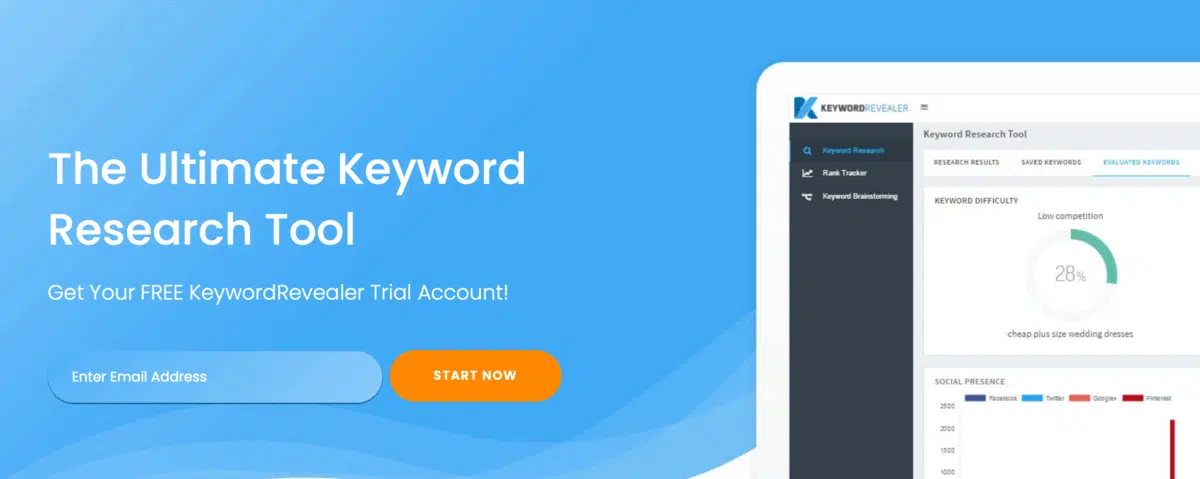 The Ultimate Keyword
Research Tool
Get Your FREE KeywordRevealer Trial Account!
Enter Email Address
START NOW
KEYWORDREVEALER
Keyword Research
Rank Tracker
Keyword Brainstorming
Keyword Research Tool
RESEARCH RESULTS SAVED KEYWORDS EVALUATED KEYWORDS
KEYWORD DIFFICULTY
Low competition
28%
cheap plus size wedding dresses
SOCIAL PRESENCE
Facebook Twitter Google+ Pinterest
2500
2000
1500
1000